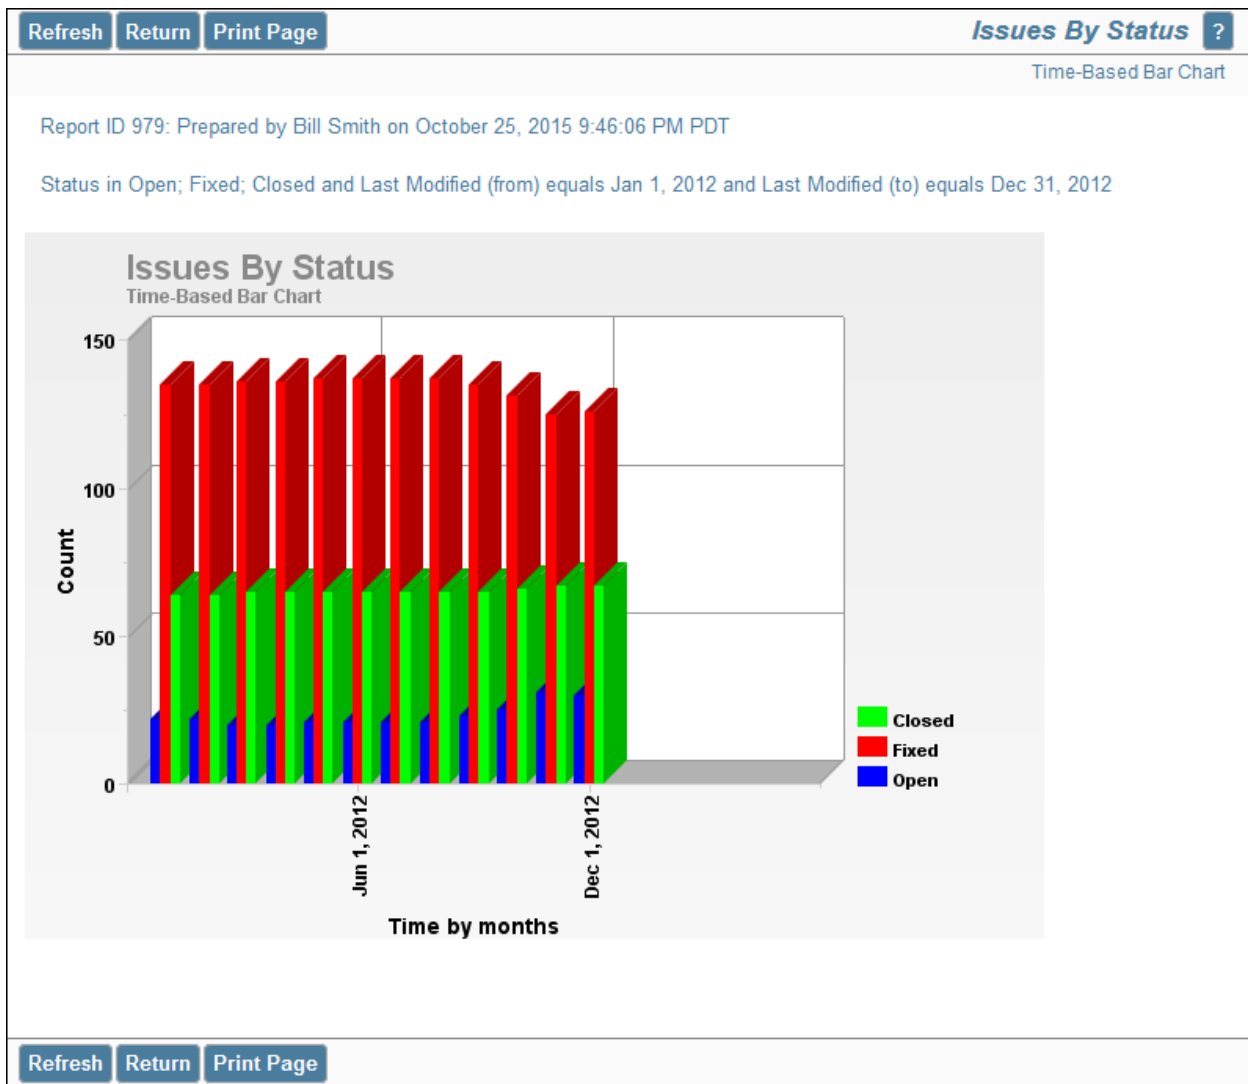 Refresh Return Print Page Issues By Status ?
Time-Based Bar Chart
Report ID 979: Prepared by Bill Smith on October 25, 2015 9:46:06 PM PDT
Status in Open; Fixed; Closed and Last Modified (from) equals Jan 1, 2012 and Last Modified (to) equals Dec 31, 2012
Issues By Status
Time-Based Bar Chart
150
100
50
0
Count
Jun 1, 2012
Dec 1, 2012
Time by months
Closed
Fixed
Open
Refresh Return Print Page